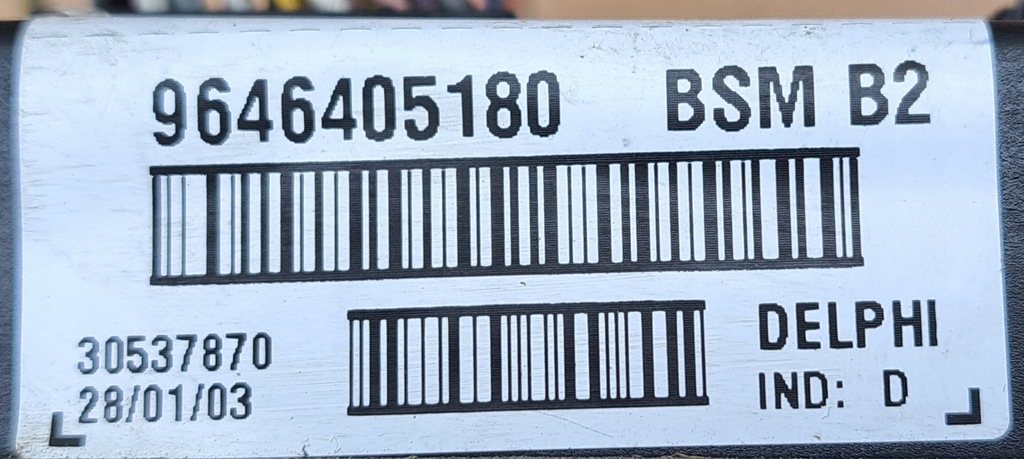 9646405180 BSM B2
30537870
28/01/03
DELPHI
IND: D